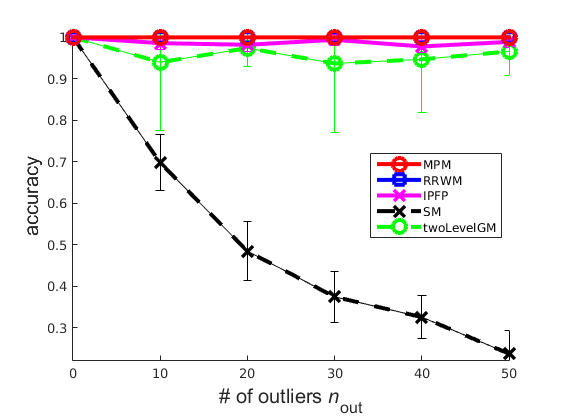 1
0.9
0.8
0.7
0.6
0.5
0.4
0.3
accuracy
MPM
RRWM
IPFP
SM
twoLevelGM
0 10 20 30 40 50
# of outliers n_out